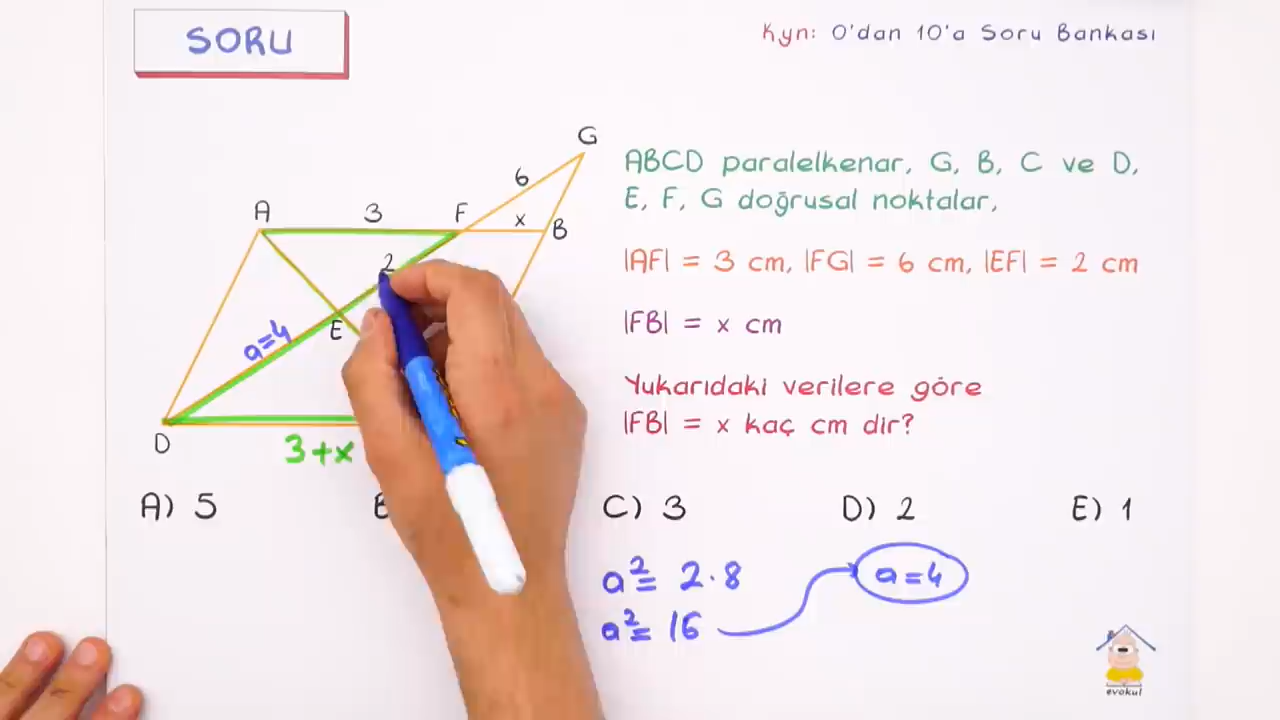 SORU
Kyn: 0'dan 10'a Soru Bankası
G
6
A
3
F
x
B
2
E
a=4
D
3+x
ABCD paralelkenar, G, B, C ve D,
E, F, G doğrusal noktalar,
|AF| = 3 cm, |FG| = 6 cm, |EF| = 2 cm
|FB| = x cm
Yukarıdaki verilere göre
|FB| = x kaç cm dir?
A) 5
C) 3
D) 2
E) 1
a² = 2·8
a² = 16
a=4
evokul